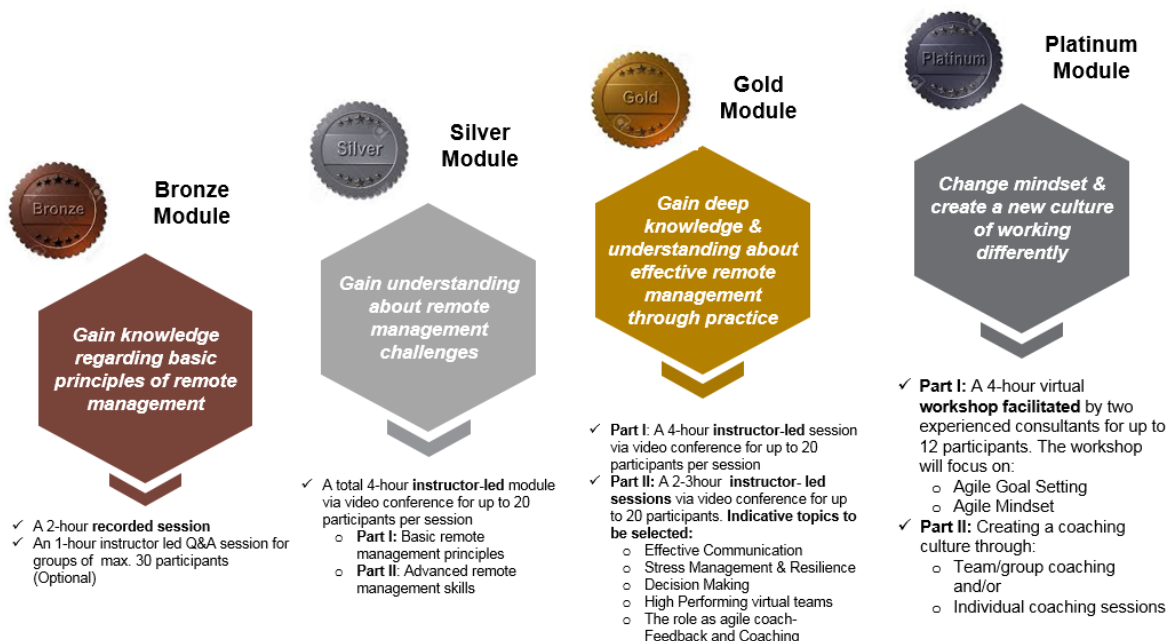 Bronze
Bronze
Module
Gain knowledge
regarding basic
principles of remote
management
✓ A 2-hour recorded session
✓ An 1-hour instructor led Q&A session for
groups of max. 30 participants
(Optional)
Silver
Silver
Module
Gain understanding
about remote
management
challenges
✓ A total 4-hour instructor-led module
via video conference for up to 20
participants per session
o Part I: Basic remote
management principles
o Part II: Advanced remote
management skills
Gold
Gold
Module
Gain deep
knowledge &
understanding about
effective remote
management
through practice
✓ Part I: A 4-hour instructor-led session
via video conference for up to 20
participants per session
✓ Part II: A 2-3hour instructor- led
sessions via video conference for up
to 20 participants. Indicative topics to
be selected:
o Effective Communication
o Stress Management & Resilience
o Decision Making
o High Performing virtual teams
o The role as agile coach-
Feedback and Coaching
Platinum
Platinum
Module
Change mindset &
create a new culture
of working
differently
✓ Part I: A 4-hour virtual
workshop facilitated by two
experienced consultants for up to
12 participants. The workshop
will focus on:
o Agile Goal Setting
o Agile Mindset
✓ Part II: Creating a coaching
culture through:
o Team/group coaching
and/or
o Individual coaching sessions